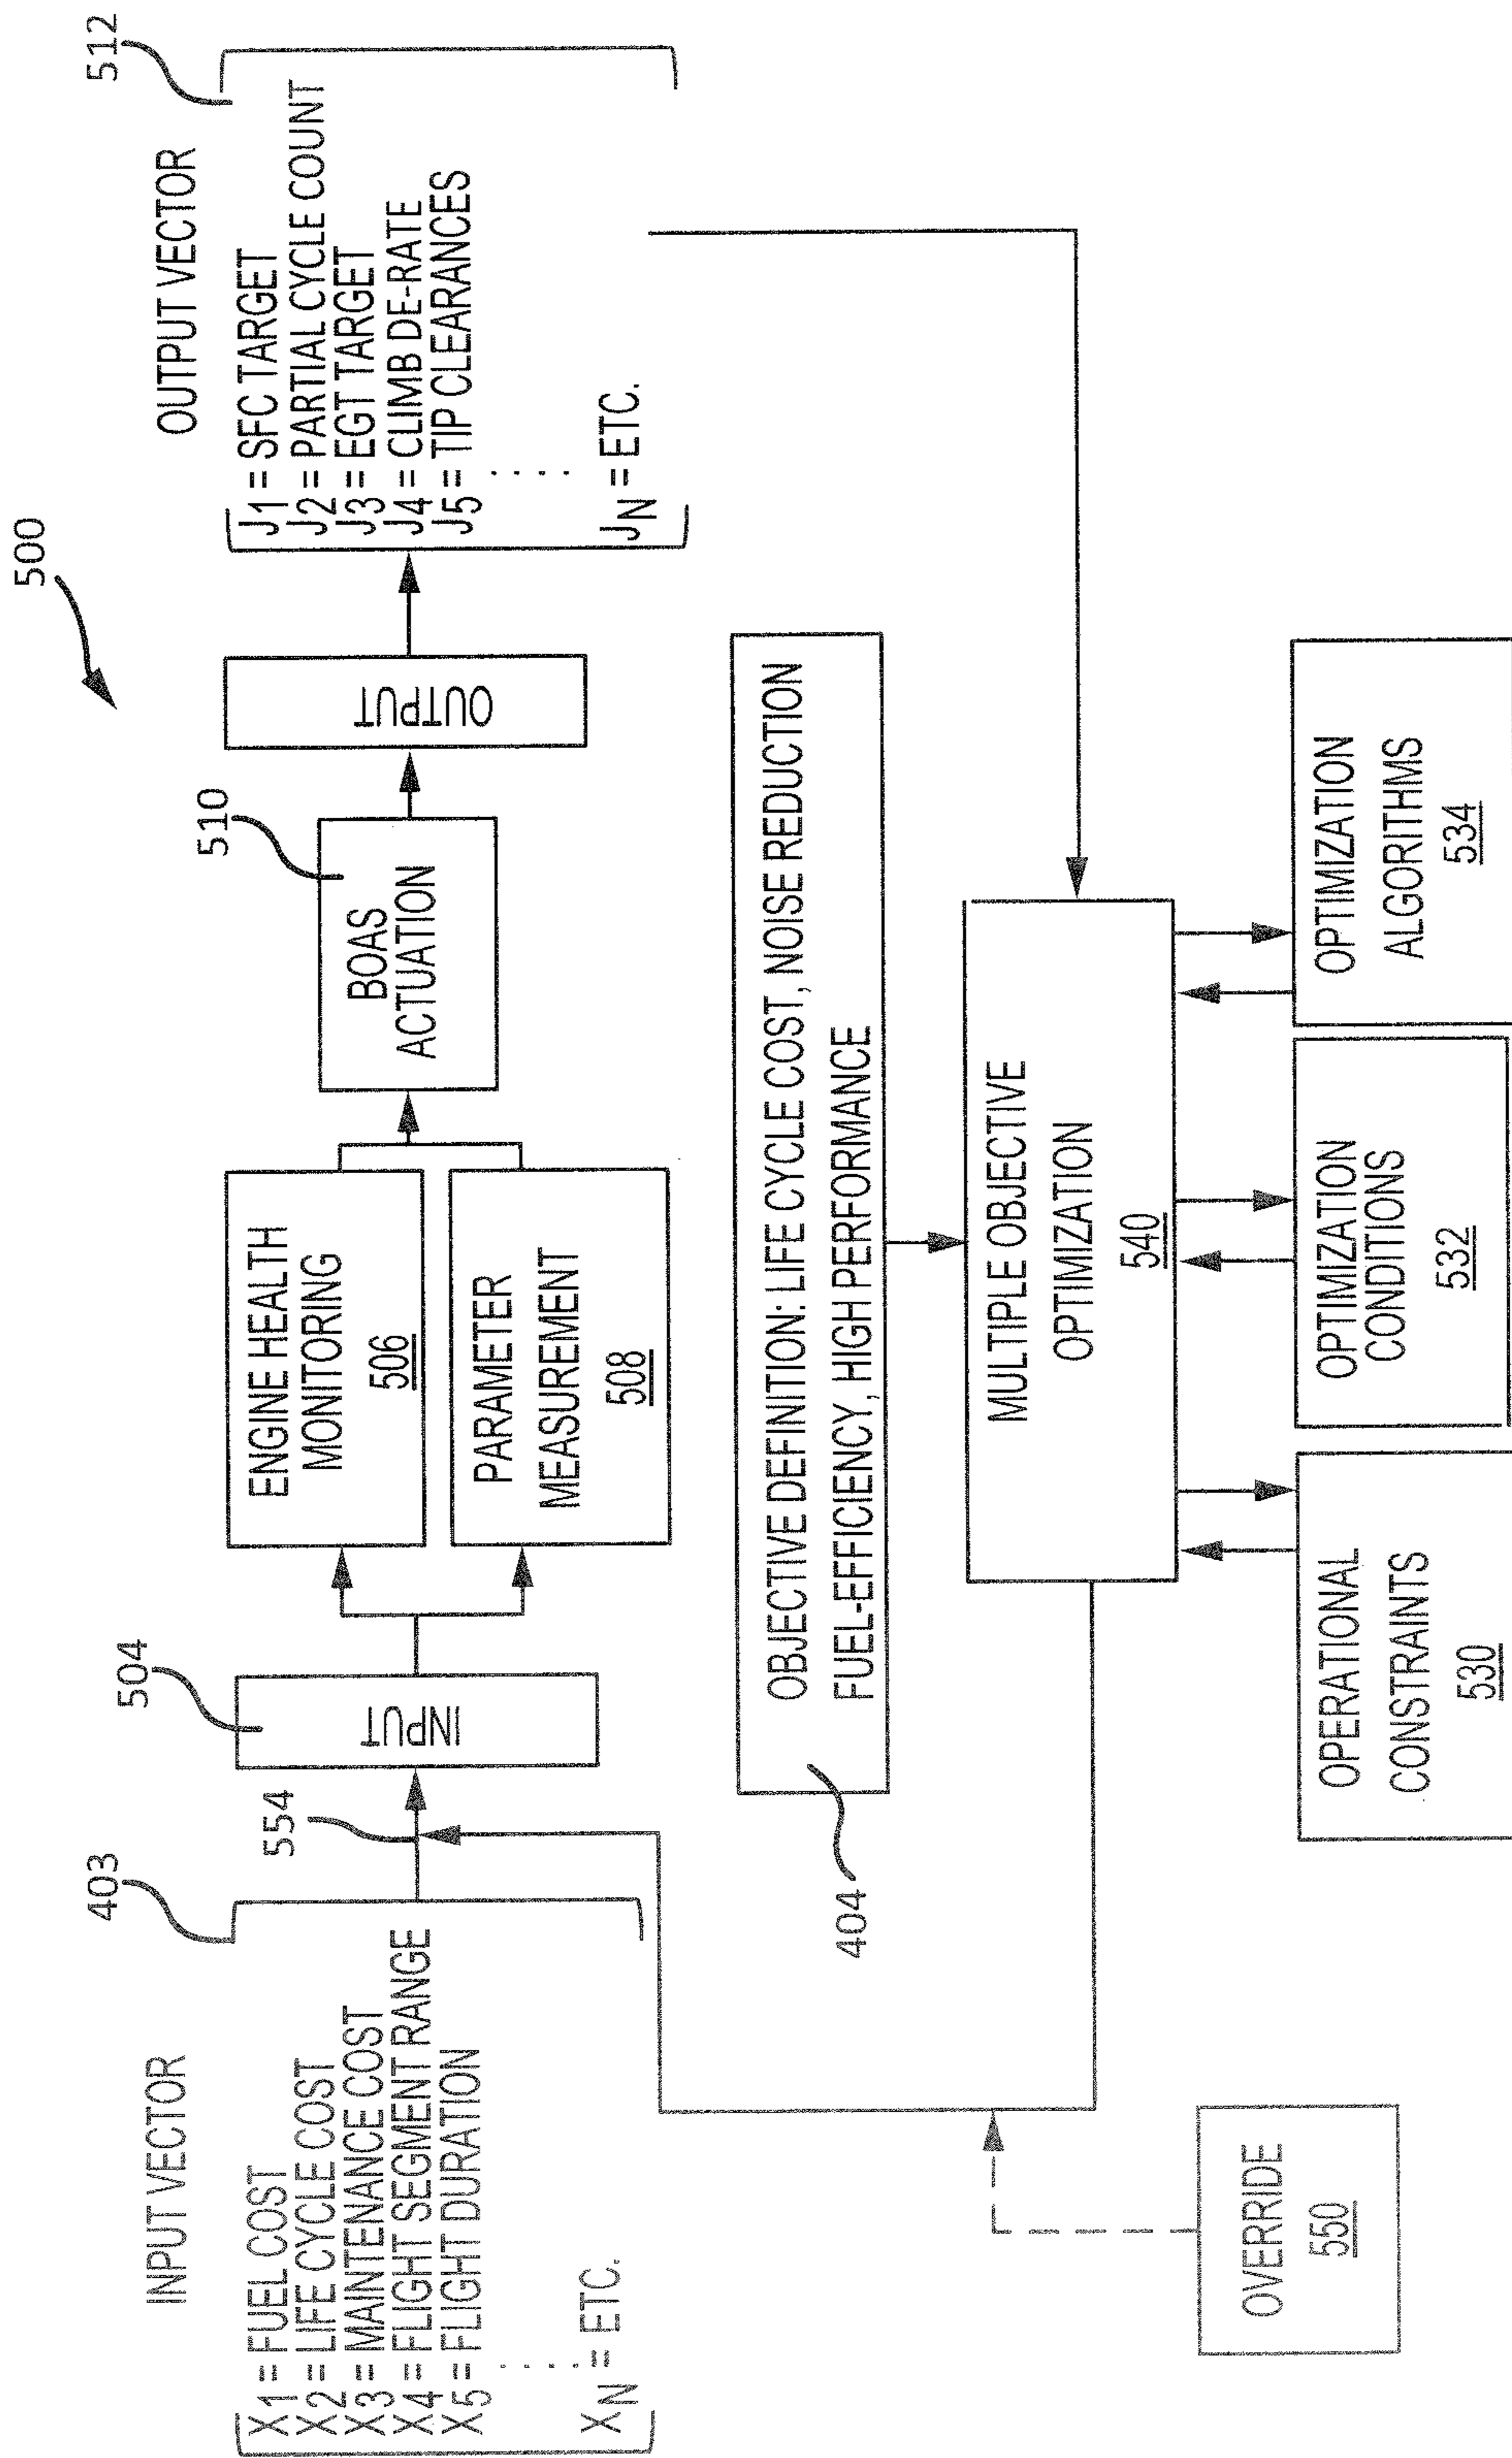 500
INPUT VECTOR
403
X1 = FUEL COST
X2 = LIFE CYCLE COST
X3 = MAINTENANCE COST
X4 = FLIGHT SEGMENT RANGE
X5 = FLIGHT DURATION
. . . .
XN = ETC.
554
504
INPUT
ENGINE HEALTH
MONITORING
506
PARAMETER
MEASUREMENT
508
510
BOAS
ACTUATION
OUTPUT
OUTPUT VECTOR
512
J1 = SFC TARGET
J2 = PARTIAL CYCLE COUNT
J3 = EGT TARGET
J4 = CLIMB DE-RATE
J5 = TIP CLEARANCES
. . . .
JN = ETC.
404
OBJECTIVE DEFINITION: LIFE CYCLE COST, NOISE REDUCTION
FUEL-EFFICIENCY, HIGH PERFORMANCE
MULTIPLE OBJECTIVE
OPTIMIZATION
540
OVERRIDE
550
OPERATIONAL
CONSTRAINTS
530
OPTIMIZATION
CONDITIONS
532
OPTIMIZATION
ALGORITHMS
534